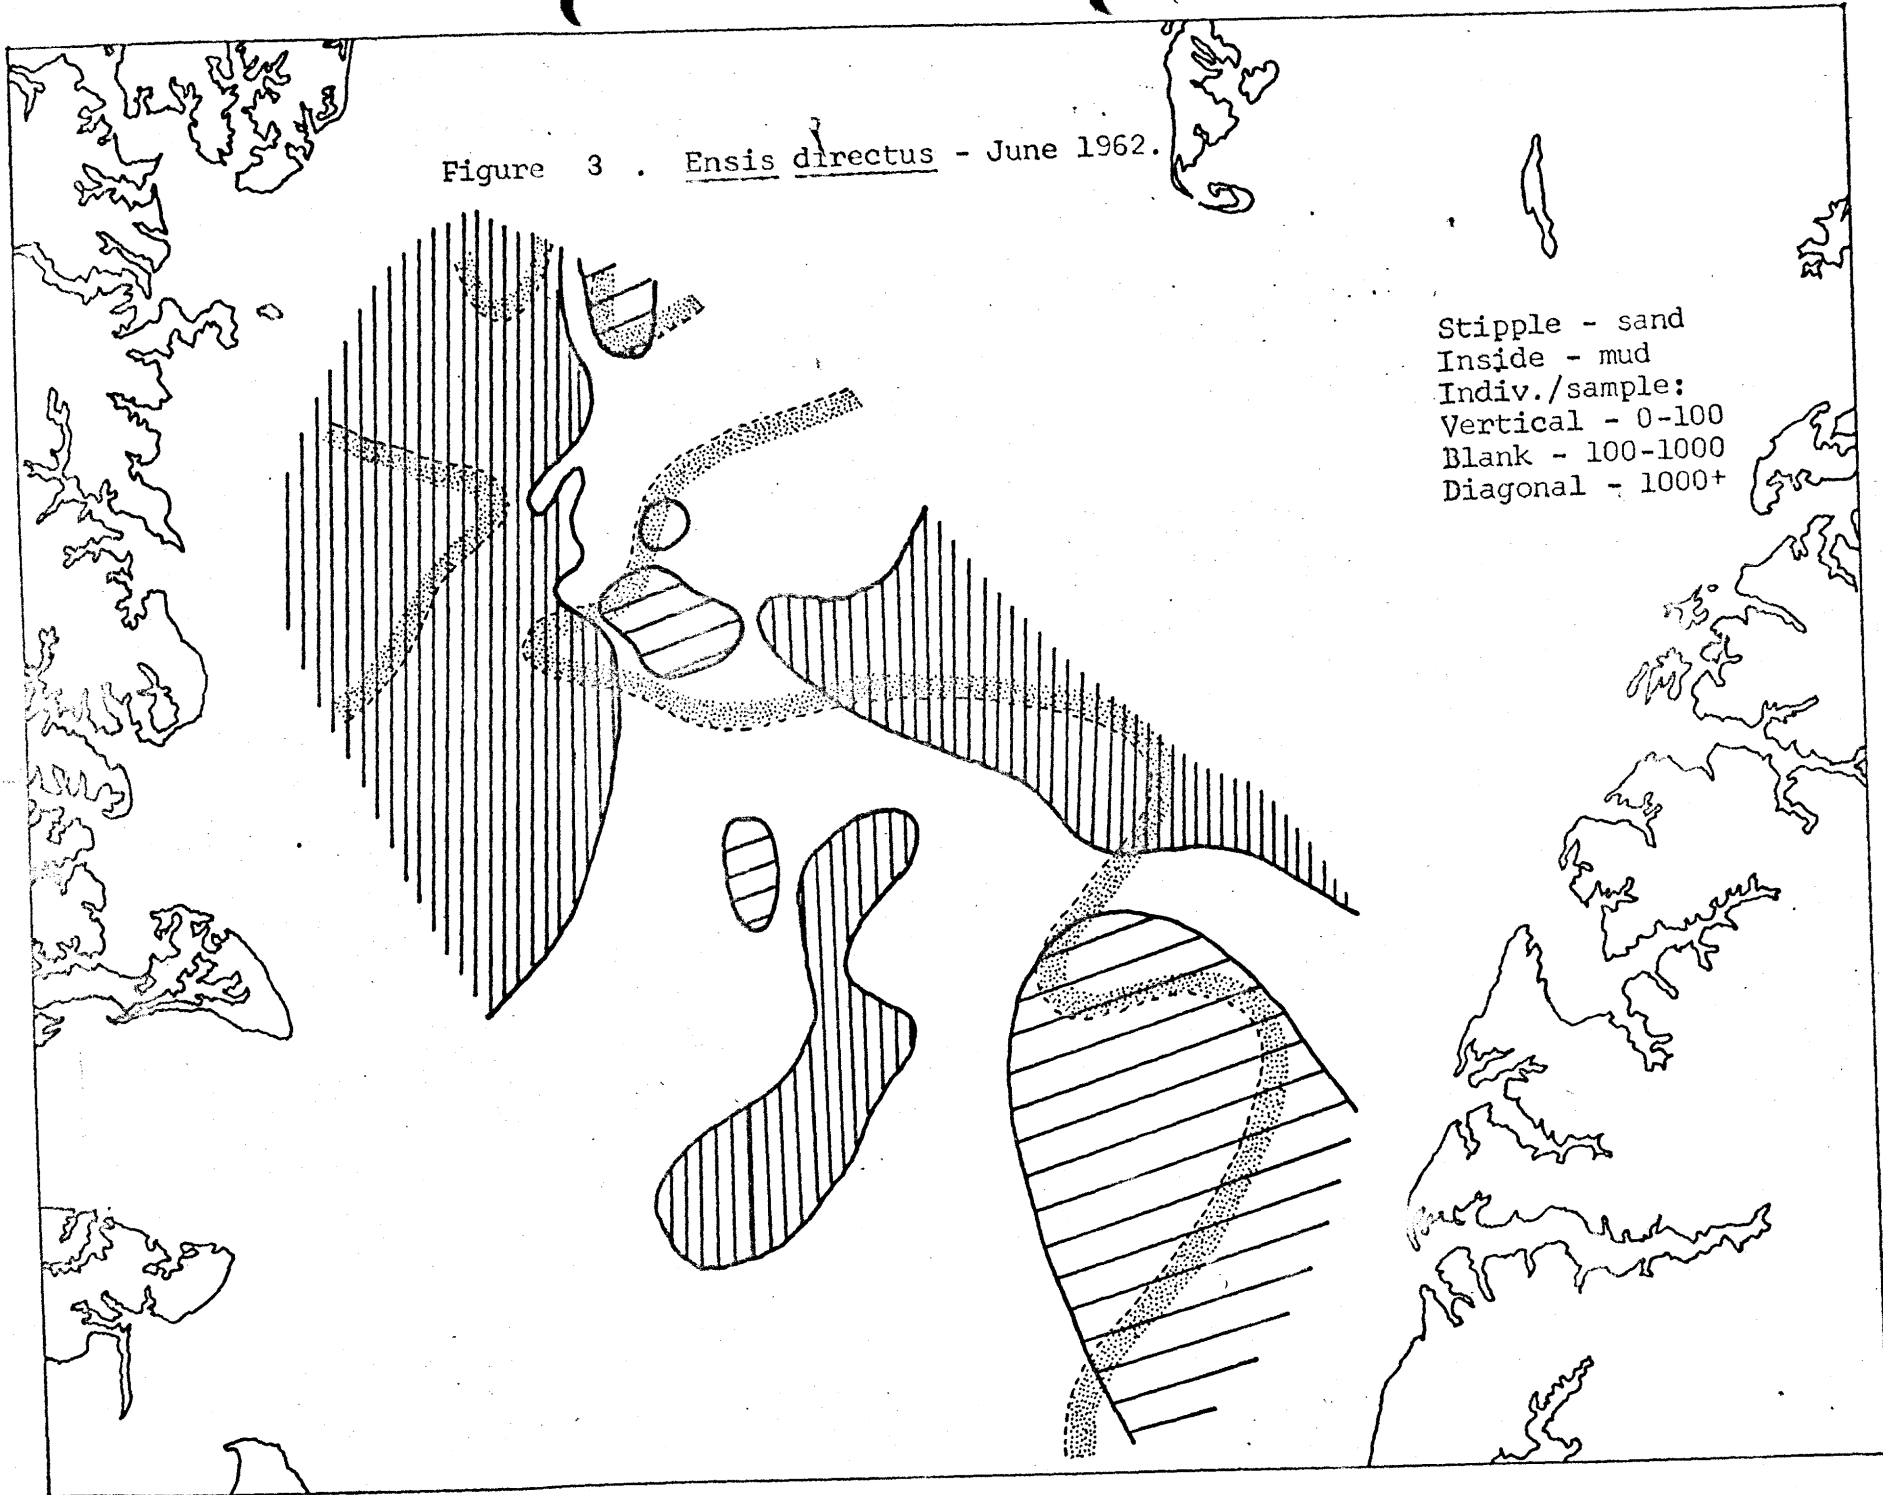 Figure 3 . Ensis directus - June 1962.
Stipple - sand
Inside - mud
Indiv./sample:
Vertical - 0-100
Blank - 100-1000
Diagonal - 1000+